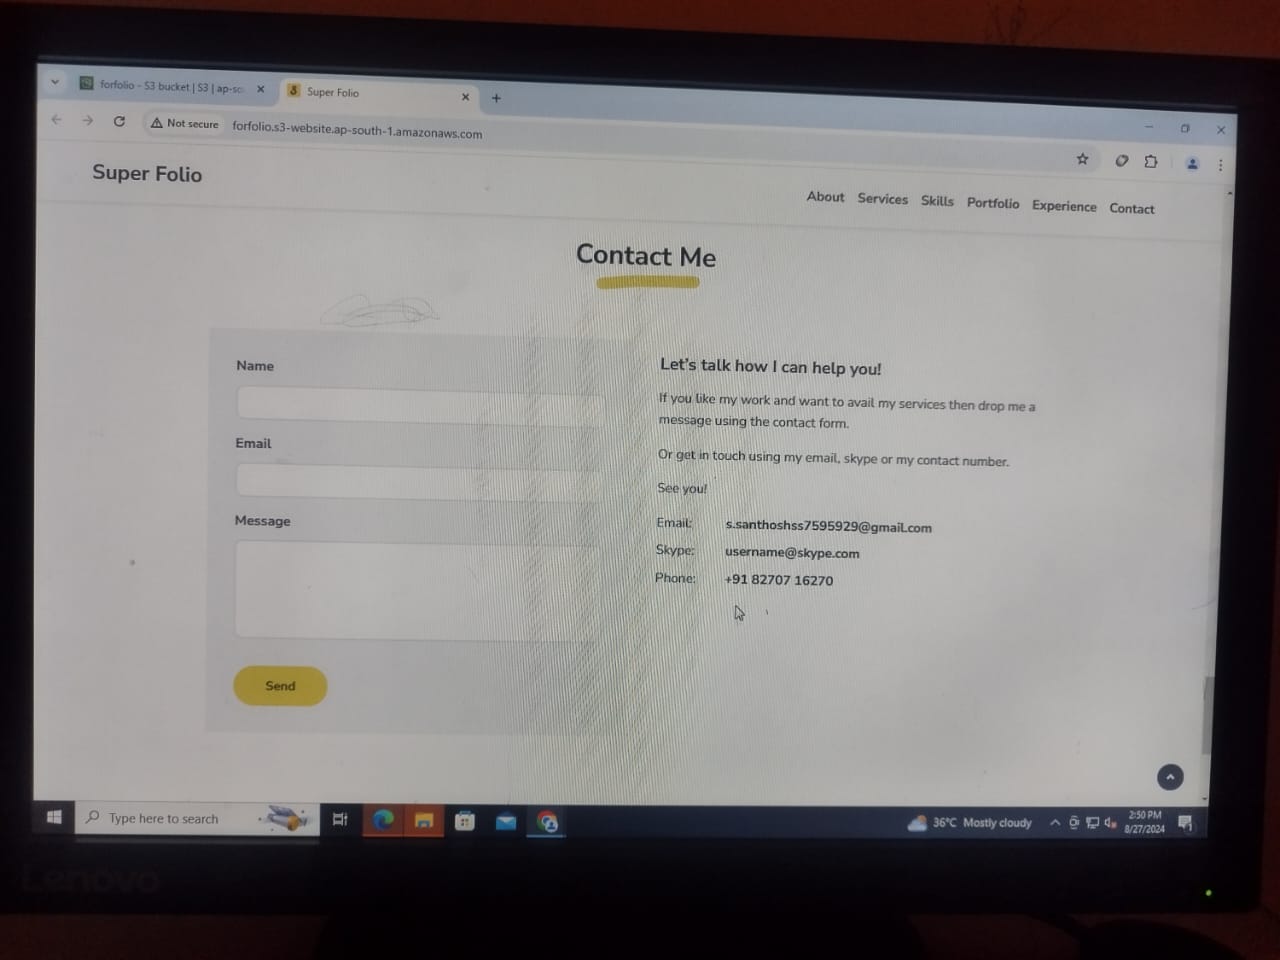 forfolio - S3 bucket | S3 | ap-so
Super Folio
Not secure
forfolio.s3-website.ap-south-1.amazonaws.com
Super Folio
About Services Skills Portfolio Experience Contact
Contact Me
Name
Email
Message
Send
Let's talk how I can help you!
If you like my work and want to avail my services then drop me a
message using the contact form.
Or get in touch using my email, skype or my contact number.
See you!
Email: s.santhoshss7595929@gmail.com
Skype: username@skype.com
Phone: +91 82707 16270
Type here to search
36°C Mostly cloudy
2:50 PM
8/27/2024
Lenovo